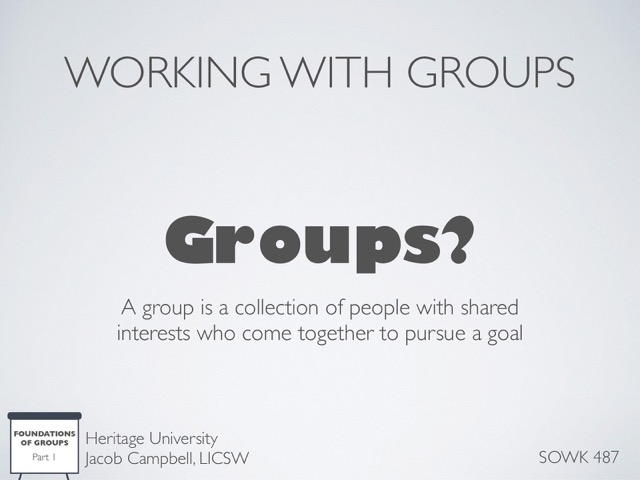 WORKING WITH GROUPS
Groups?
A group is a collection of people with shared
interests who come together to pursue a goal
FOUNDATIONS
OF GROUPS
Part 1
Heritage University
Jacob Campbell, LICSW
SOWK 487